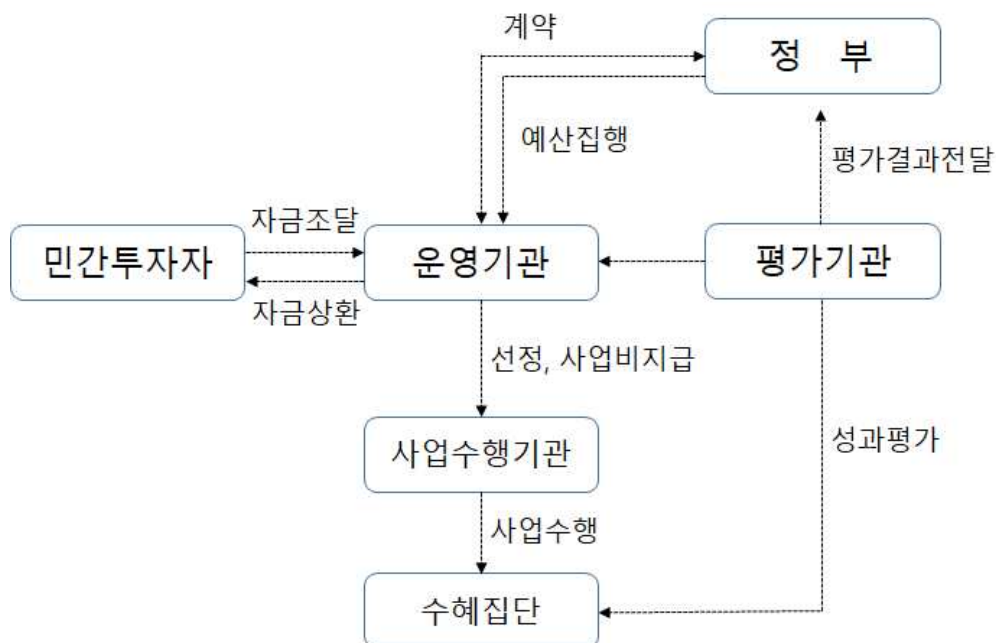 계약
정 부
예산집행
평가결과전달
자금조달
민간투자자
운영기관
평가기관
자금상환
선정, 사업비지급
사업수행기관
성과평가
사업수행
수혜집단